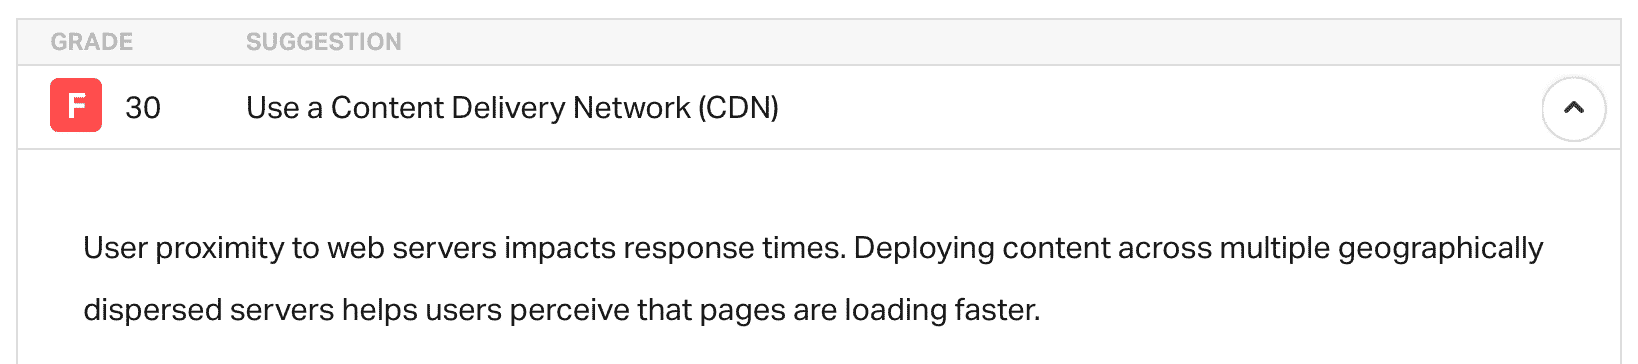 GRADE SUGGESTION
F 30 Use a Content Delivery Network (CDN)
User proximity to web servers impacts response times. Deploying content across multiple geographically
dispersed servers helps users perceive that pages are loading faster.